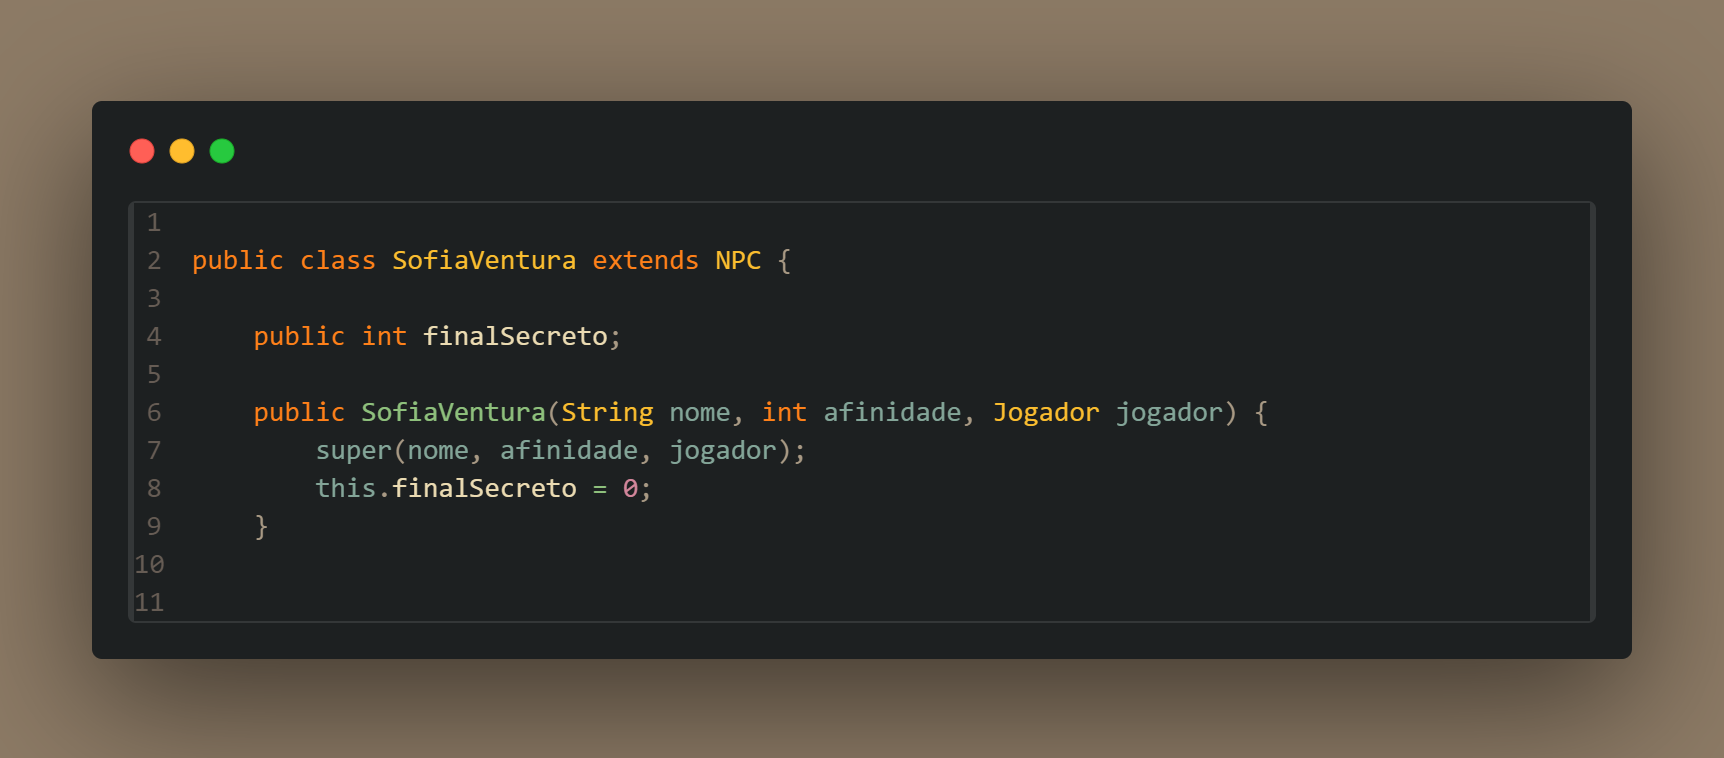 1
2 public class SofiaVentura extends NPC {
3
4     public int finalSecreto;
5
6     public SofiaVentura(String nome, int afinidade, Jogador jogador) {
7         super(nome, afinidade, jogador);
8         this.finalSecreto = 0;
9     }
10
11